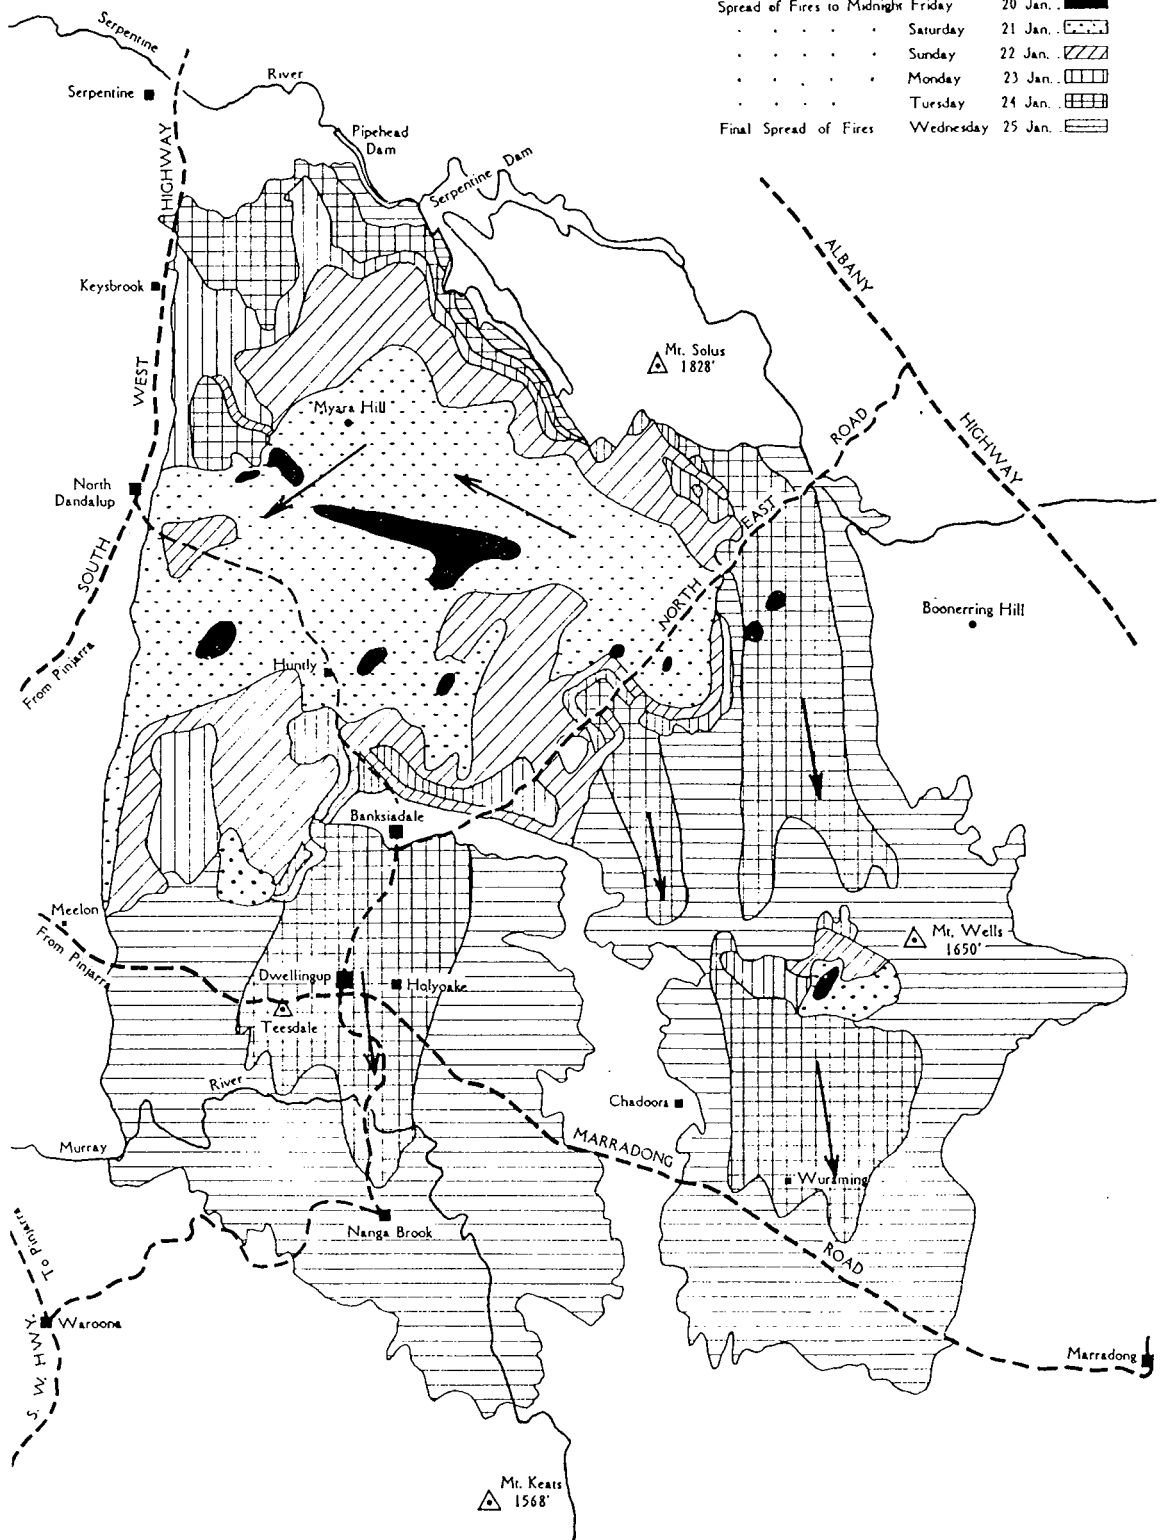 Spread of Fires to Midnight Friday 20 Jan.
Saturday 21 Jan.
Sunday 22 Jan.
Monday 23 Jan.
Tuesday 24 Jan.
Final Spread of Fires Wednesday 25 Jan.
Serpentine
River
Serpentine
Pipehead
Dam
HIGHWAY
Serpentine Dam
ALBANY
Keysbrook
Mt. Solus
1828'
WEST
Myara Hill
ROAD
HIGHWAY
North
Dandalup
EAST
SOUTH
NORTH
Boonerring Hill
From Pinjarra
Huntly
Banksiadale
Meelon
From Pinjarra
Mt. Wells
1650'
Dwellingup
Holyoake
Teesdale
River
Chadoora
Murray
MARRADONG
Wuraming
Nanga Brook
ROAD
To Pinjarra
Waroona
S. W. HWY.
Marradong
Mt. Keats
1568'